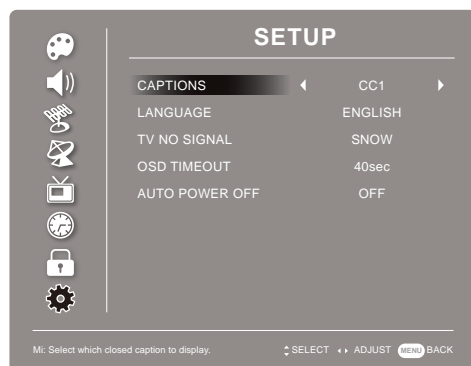 SETUP
CAPTIONS CC1
LANGUAGE ENGLISH
TV NO SIGNAL SNOW
OSD TIMEOUT 40sec
AUTO POWER OFF OFF
Mi: Select which closed caption to display. SELECT ADJUST MENU BACK